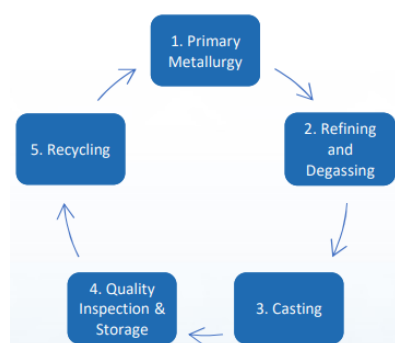 1. Primary
Metallurgy
2. Refining
and
Degassing
3. Casting
4. Quality
Inspection &
Storage
5. Recycling